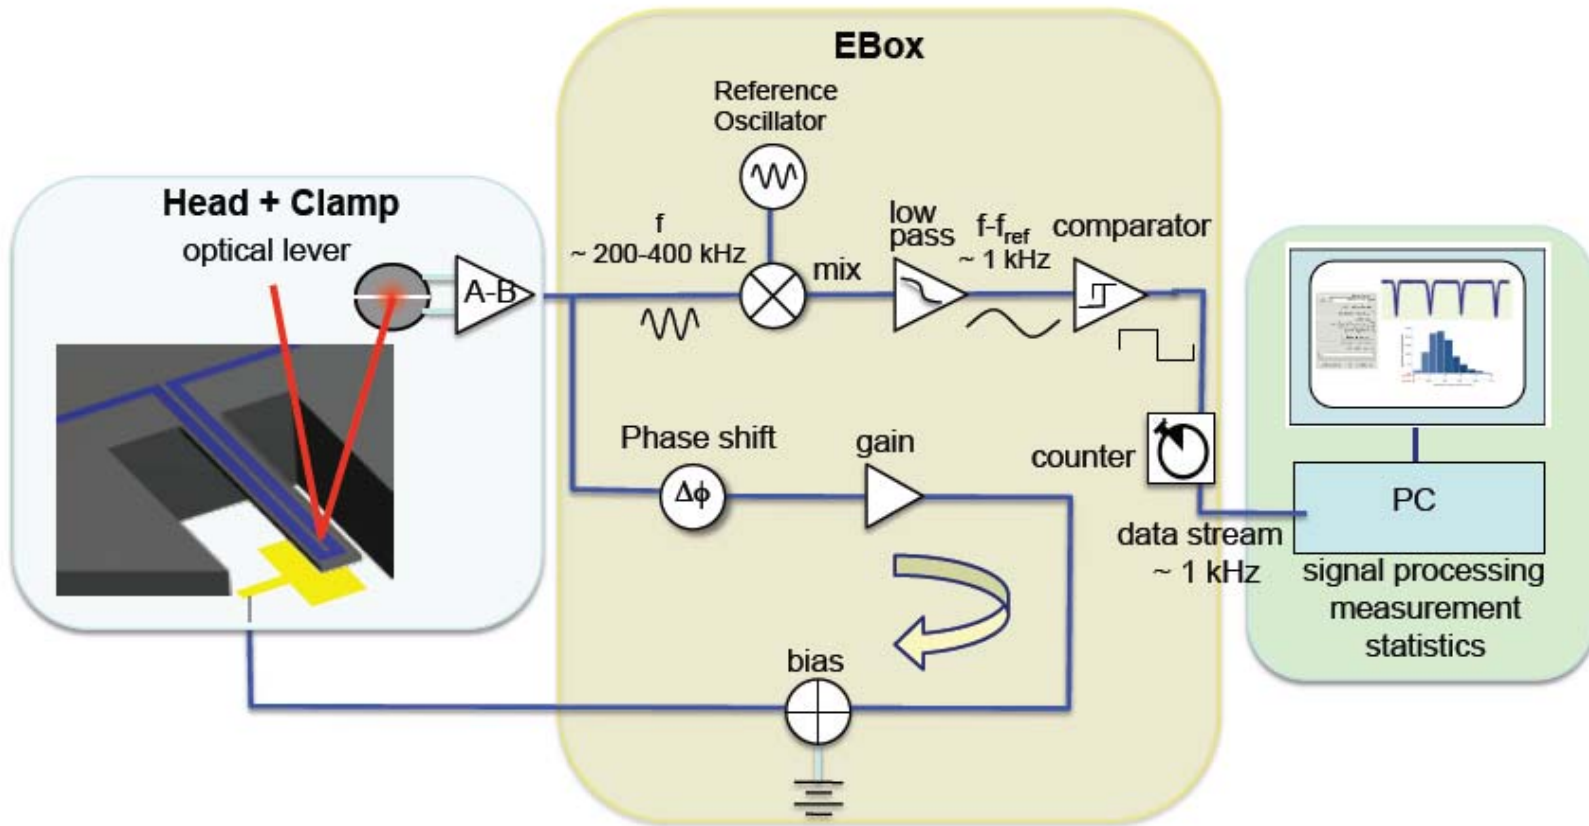 EBox
Reference
Oscillator
Head + Clamp
optical lever
A-B
f
~ 200-400 kHz
mix
low
pass
f-fref
~ 1 kHz
comparator
Phase shift
Δϕ
gain
counter
data stream
~ 1 kHz
bias
PC
signal processing
measurement
statistics